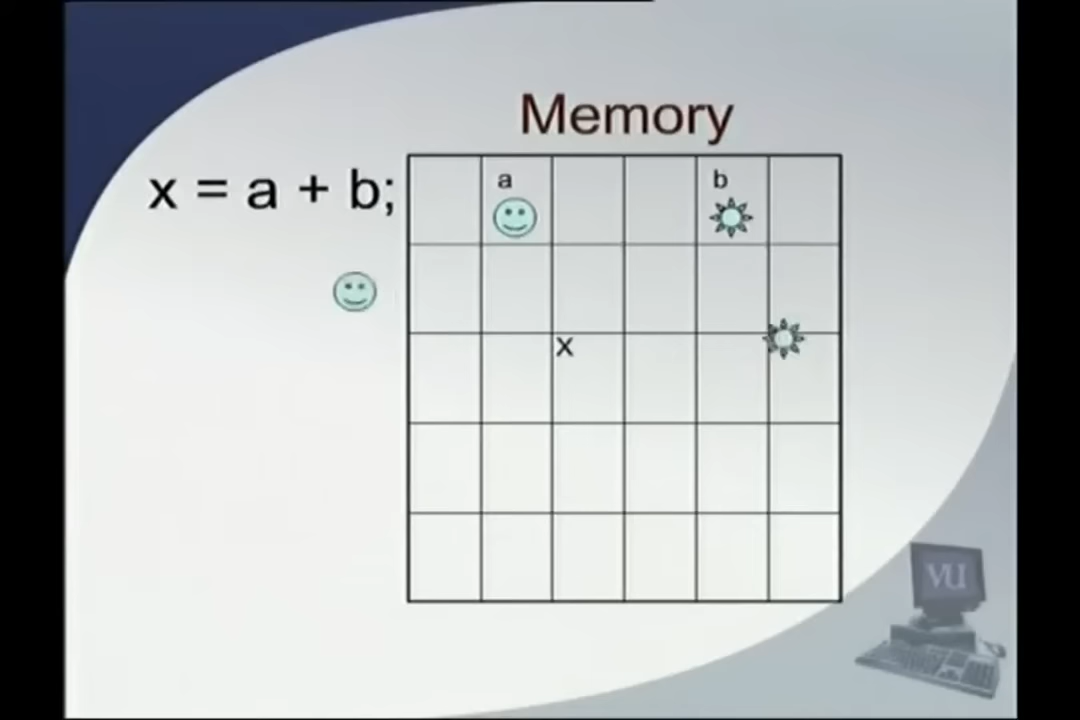 Memory
x = a + b;
a
b
x
VU